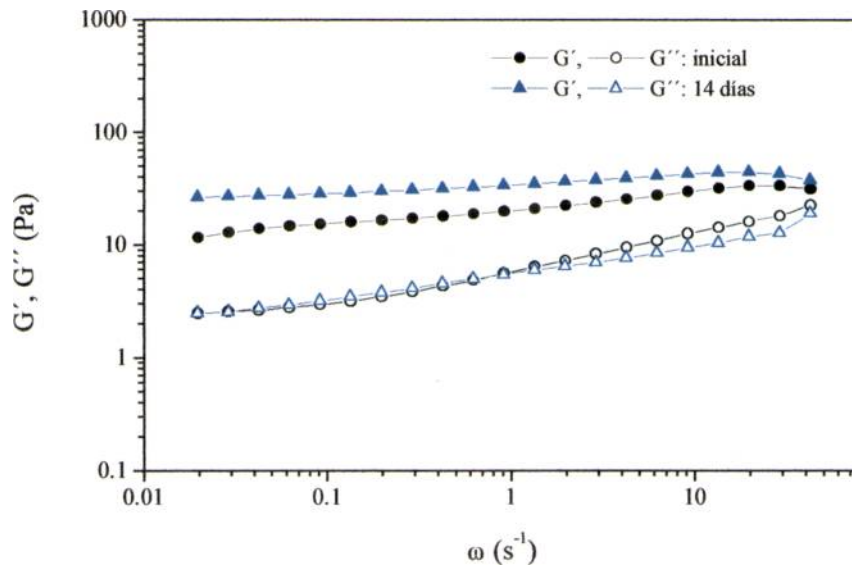 1000
100
10
1
0.1
G´, G´´ (Pa)
G´, G´´: inicial
G´, G´´: 14 días
0.01 0.1 1 10
ω (s⁻¹)